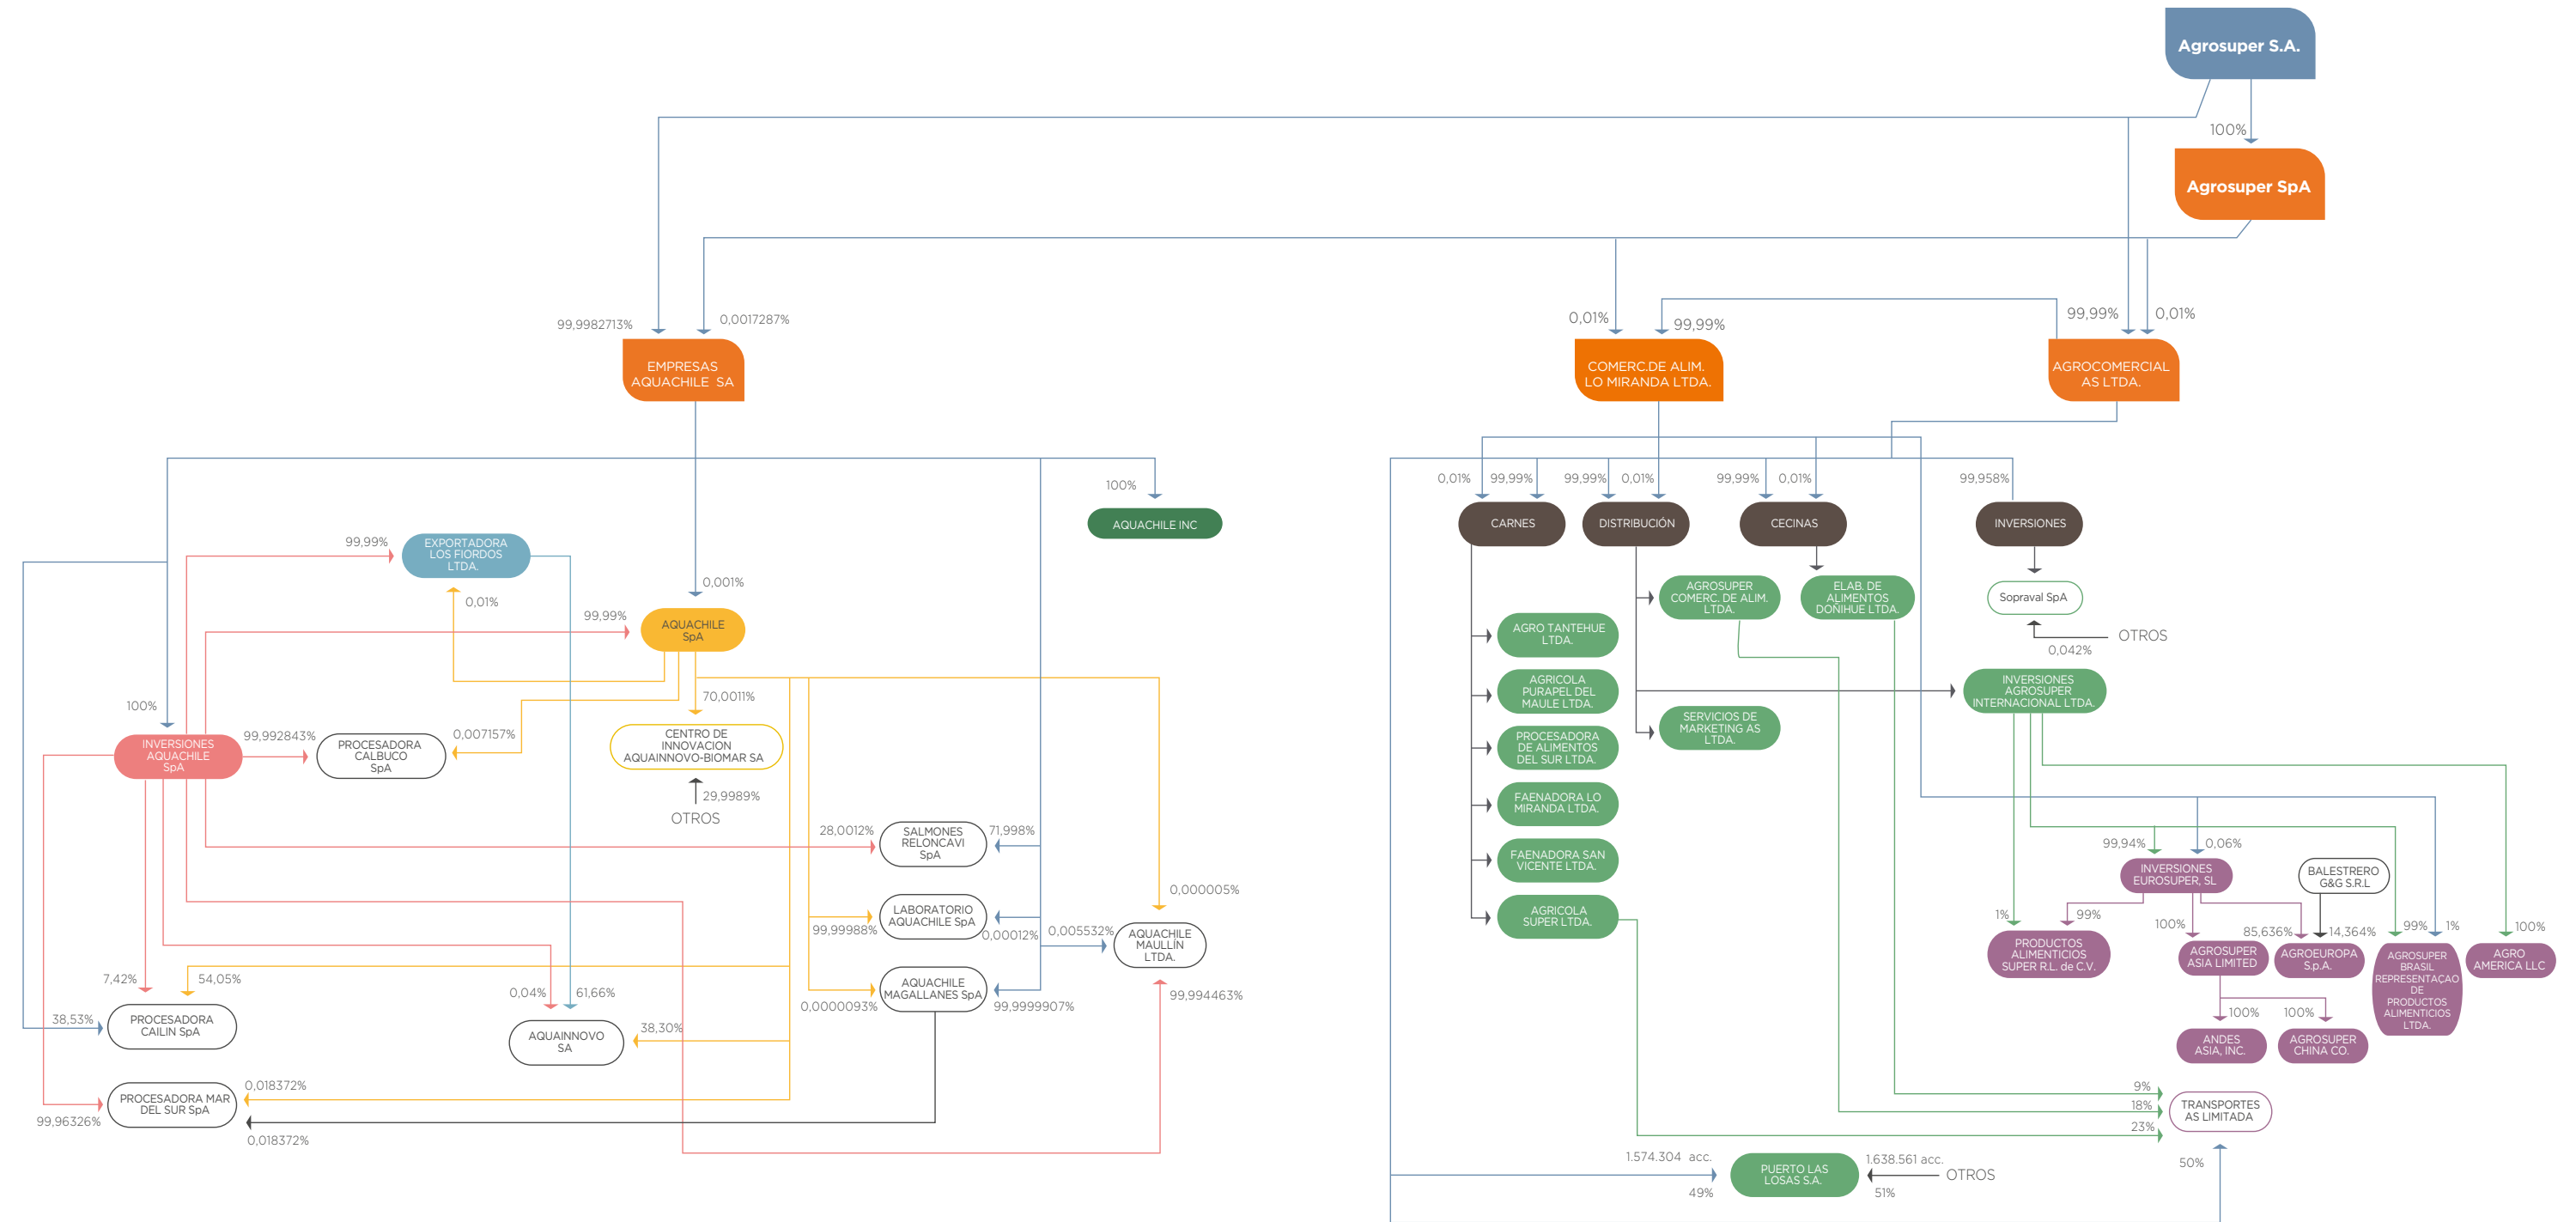 Agrosuper S.A.
100%
Agrosuper SpA
99,9982713%
0,0017287%
0,01%
99,99%
99,99%
0,01%
EMPRESAS
AQUACHILE SA
COMERC.DE ALIM.
LO MIRANDA LTDA.
AGROCOMERCIAL
AS LTDA.
100%
0,01%
99,99%
99,99%
0,01%
99,99%
0,01%
99,958%
AQUACHILE INC
CARNES
DISTRIBUCIÓN
CECINAS
INVERSIONES
99,99%
EXPORTADORA
LOS FIORDOS
LTDA.
0,01%
0,001%
99,99%
AQUACHILE
SpA
AGROSUPER
COMERC. DE ALIM.
LTDA.
ELAB. DE
ALIMENTOS
DOÑIHUE LTDA.
Sopraval SpA
OTROS
0,042%
AGRO TANTEHUE
LTDA.
AGRICOLA
PURAPEL DEL
MAULE LTDA.
INVERSIONES
AGROSUPER
INTERNACIONAL LTDA.
SERVICIOS DE
MARKETING AS
LTDA.
PROCESADORA
DE ALIMENTOS
DEL SUR LTDA.
FAENADORA LO
MIRANDA LTDA.
FAENADORA SAN
VICENTE LTDA.
AGRICOLA
SUPER LTDA.
100%
INVERSIONES
AQUACHILE
SpA
99,992843%
PROCESADORA
CALBUCO
SpA
0,007157%
70,0011%
CENTRO DE
INNOVACION
AQUAINNOVO-BIOMAR SA
29,9989%
OTROS
28,0012%
SALMONES
RELONCAVI
SpA
71,998%
99,94%
0,06%
INVERSIONES
EUROSUPER, SL
BALESTRERO
G&G S.R.L
0,000005%
LABORATORIO
AQUACHILE SpA
99,99988%
0,00012%
0,005532%
AQUACHILE
MAULLÍN
LTDA.
1%
99%
100%
85,636%
14,364%
99%
1%
100%
PRODUCTOS
ALIMENTICIOS
SUPER R.L. de C.V.
AGROSUPER
ASIA LIMITED
AGROEUROPA
S.p.A.
AGROSUPER
BRASIL
REPRESENTAÇAO
DE
PRODUCTOS
ALIMENTICIOS
LTDA.
AGRO
AMERICA LLC
7,42%
54,05%
0,04%
61,66%
AQUACHILE
MAGALLANES SpA
0,0000093%
99,9999907%
99,994463%
38,53%
PROCESADORA
CAILIN SpA
AQUAINNOVO
SA
38,30%
100%
100%
ANDES
ASIA, INC.
AGROSUPER
CHINA CO.
0,018372%
PROCESADORA MAR
DEL SUR SpA
99,96326%
0,018372%
9%
18%
23%
TRANSPORTES
AS LIMITADA
50%
1.574.304 acc.
49%
PUERTO LAS
LOSAS S.A.
1.638.561 acc.
OTROS
51%